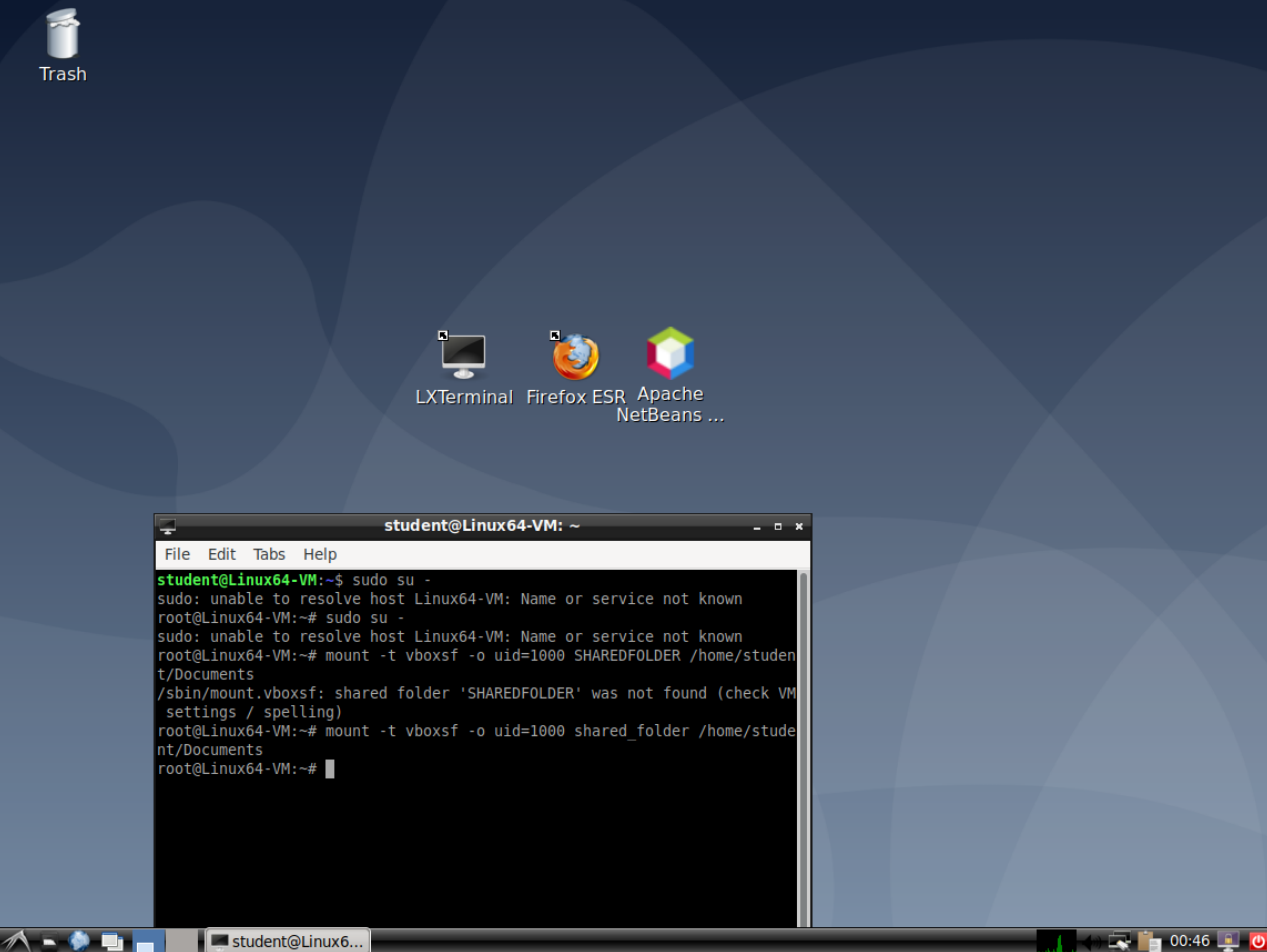 Trash
LXTerminal
Firefox ESR
Apache
NetBeans ...
student@Linux64-VM: ~
File Edit Tabs Help
student@Linux64-VM:~$ sudo su -
sudo: unable to resolve host Linux64-VM: Name or service not known
root@Linux64-VM:~# sudo su -
sudo: unable to resolve host Linux64-VM: Name or service not known
root@Linux64-VM:~# mount -t vboxsf -o uid=1000 SHAREDFOLDER /home/studen
t/Documents
/sbin/mount.vboxsf: shared folder 'SHAREDFOLDER' was not found (check VM
 settings / spelling)
root@Linux64-VM:~# mount -t vboxsf -o uid=1000 shared_folder /home/stude
nt/Documents
root@Linux64-VM:~#
student@Linux6...
00:46